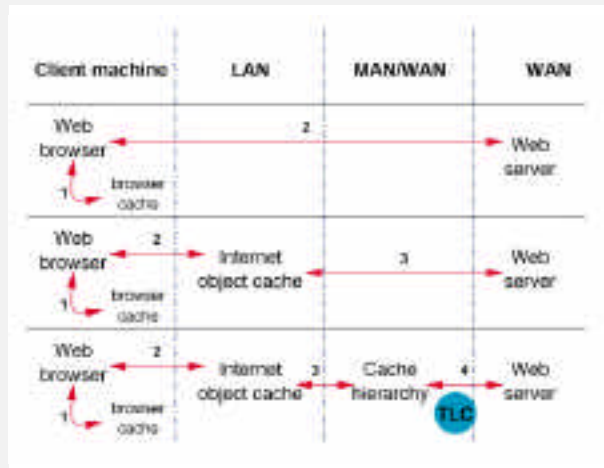 Client machine LAN MAN/WAN WAN
Web browser 2 Web server
1 browser cache
Web browser 2 Internet object cache 3 Web server
1 browser cache
Web browser 2 Internet object cache 3 Cache hierarchy 4 Web server
1 browser cache TLC